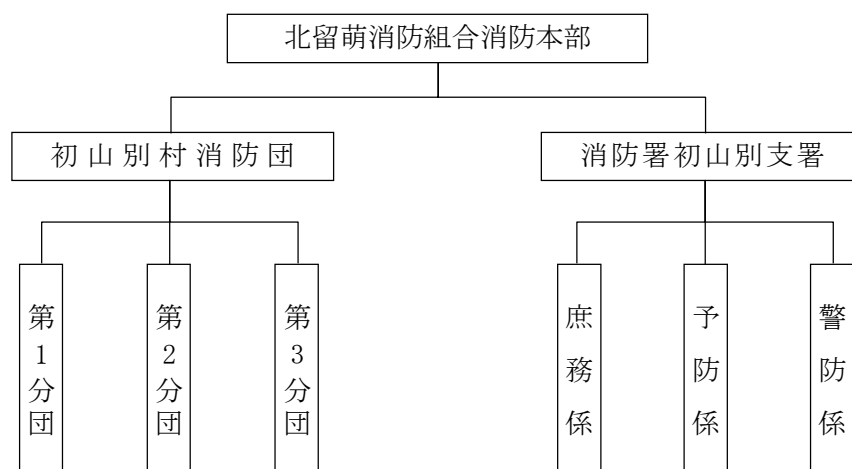 北留萌消防組合消防本部
初山別村消防団
消防署初山別支署
第1分団
第2分団
第3分団
庶務係
予防係
警防係